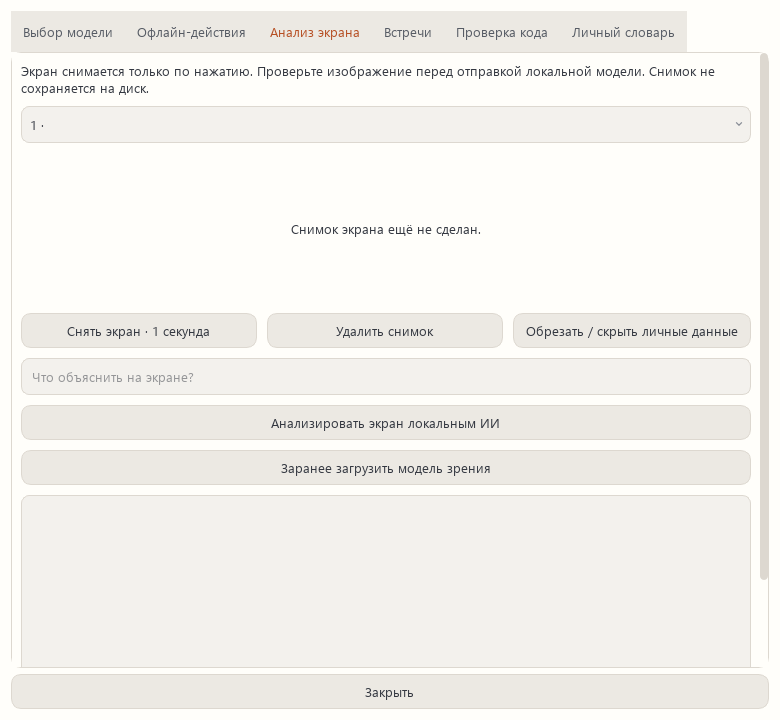 Выбор модели Офлайн-действия Анализ экрана Встречи Проверка кода Личный словарь
Экран снимается только по нажатию. Проверьте изображение перед отправкой локальной модели. Снимок не
сохраняется на диск.
1 ·
Снимок экрана ещё не сделан.
Снять экран · 1 секунда Удалить снимок Обрезать / скрыть личные данные
Что объяснить на экране?
Анализировать экран локальным ИИ
Заранее загрузить модель зрения
Закрыть